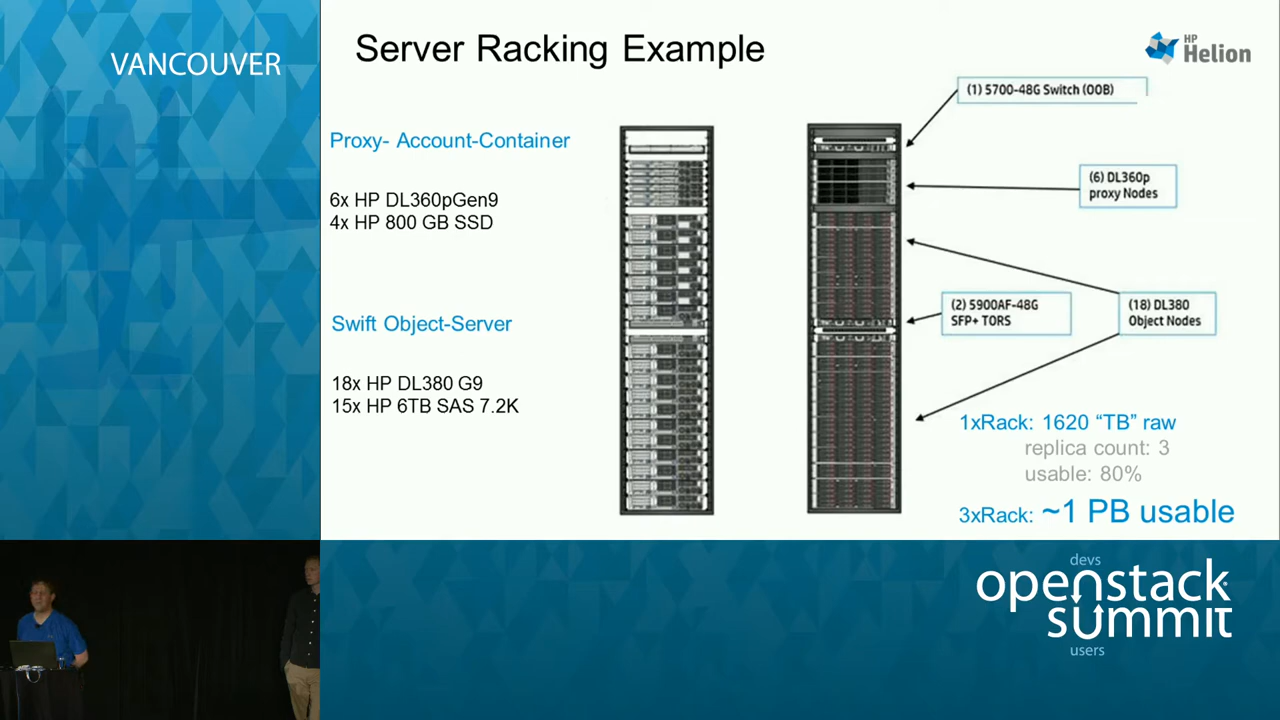 VANCOUVER
Server Racking Example
HP
Helion
Proxy- Account-Container
6x HP DL360pGen9
4x HP 800 GB SSD
Swift Object-Server
18x HP DL380 G9
15x HP 6TB SAS 7.2K
(1) 5700-48G Switch (OOB)
(6) DL360p
proxy Nodes
(2) 5900AF-48G
SFP+ TORS
(18) DL380
Object Nodes
1xRack: 1620 “TB” raw
replica count: 3
usable: 80%
3xRack: ~1 PB usable
devs
openstack
summit
users